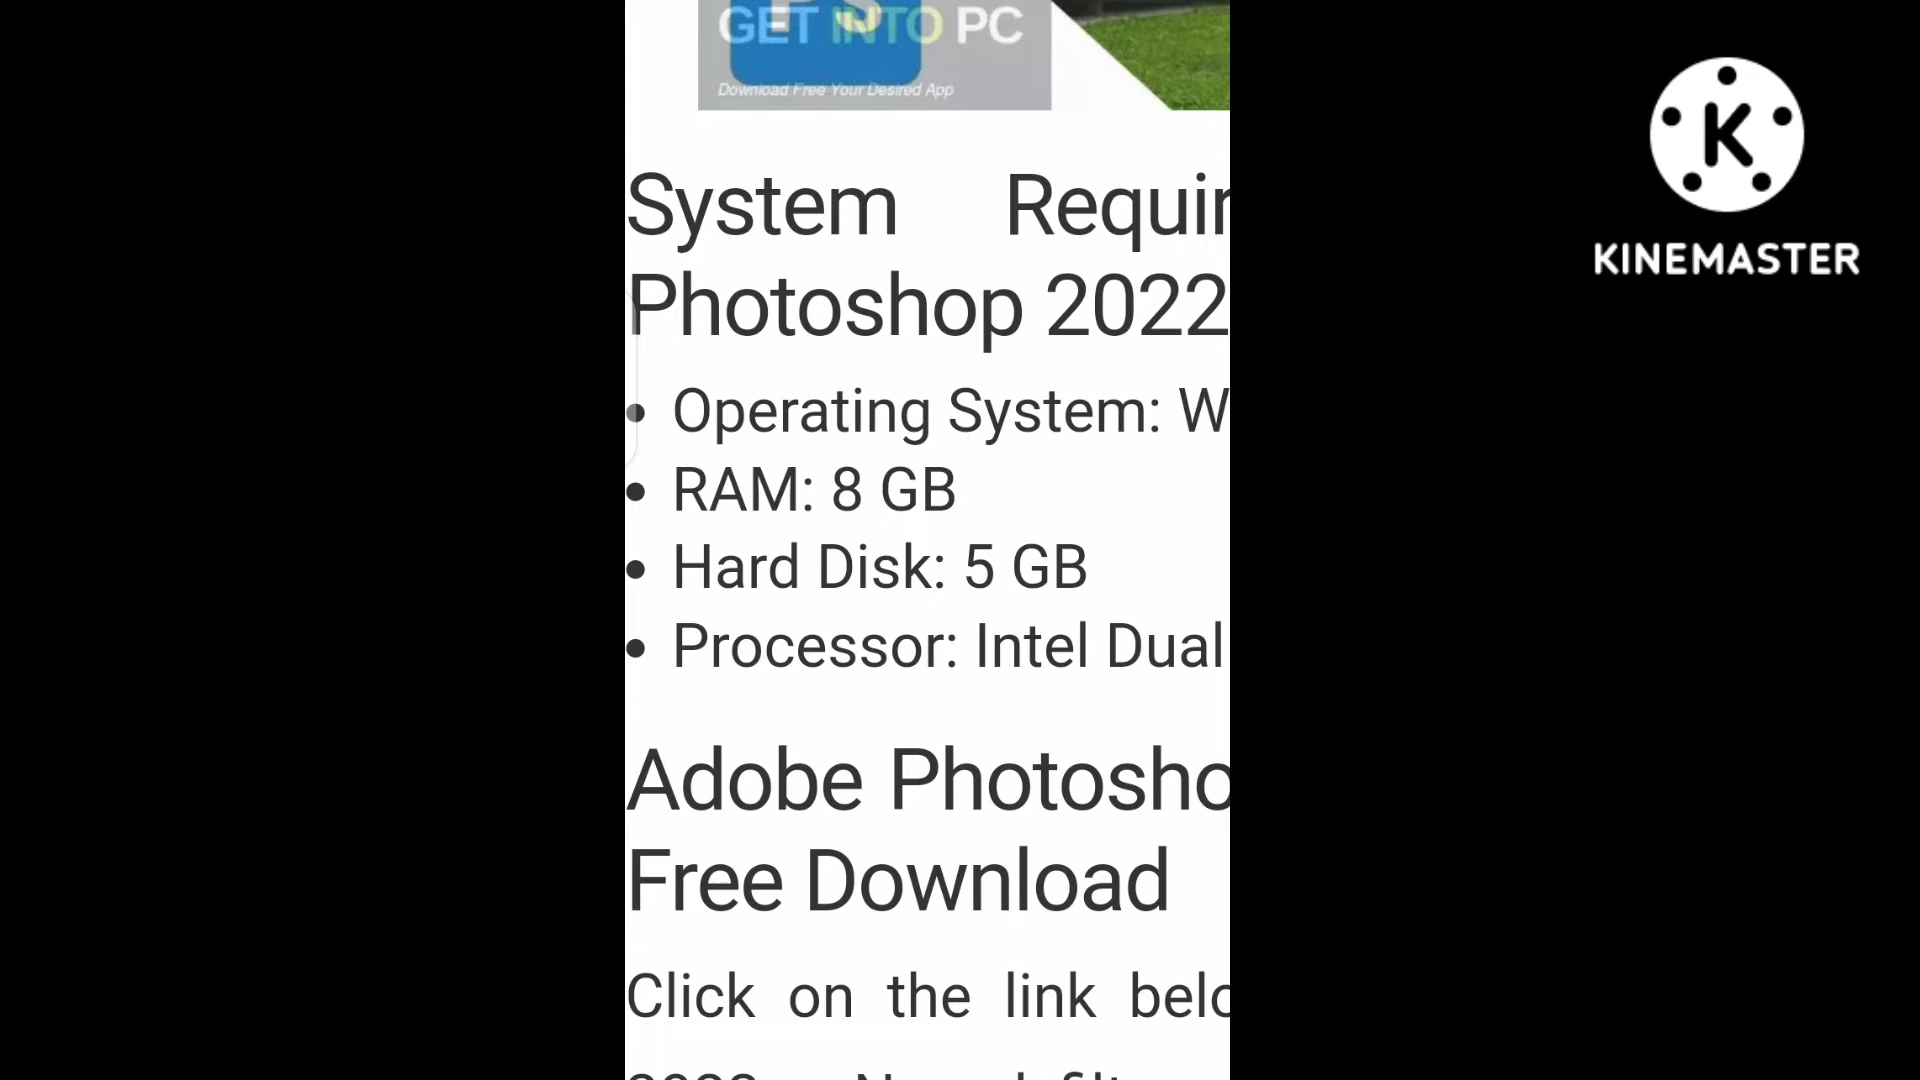 GET INTO PC
Download Free Your Desired App
System Requir
Photoshop 2022
• Operating System: W
• RAM: 8 GB
• Hard Disk: 5 GB
• Processor: Intel Dual
Adobe Photosho
Free Download
Click on the link belo
K
KINEMASTER